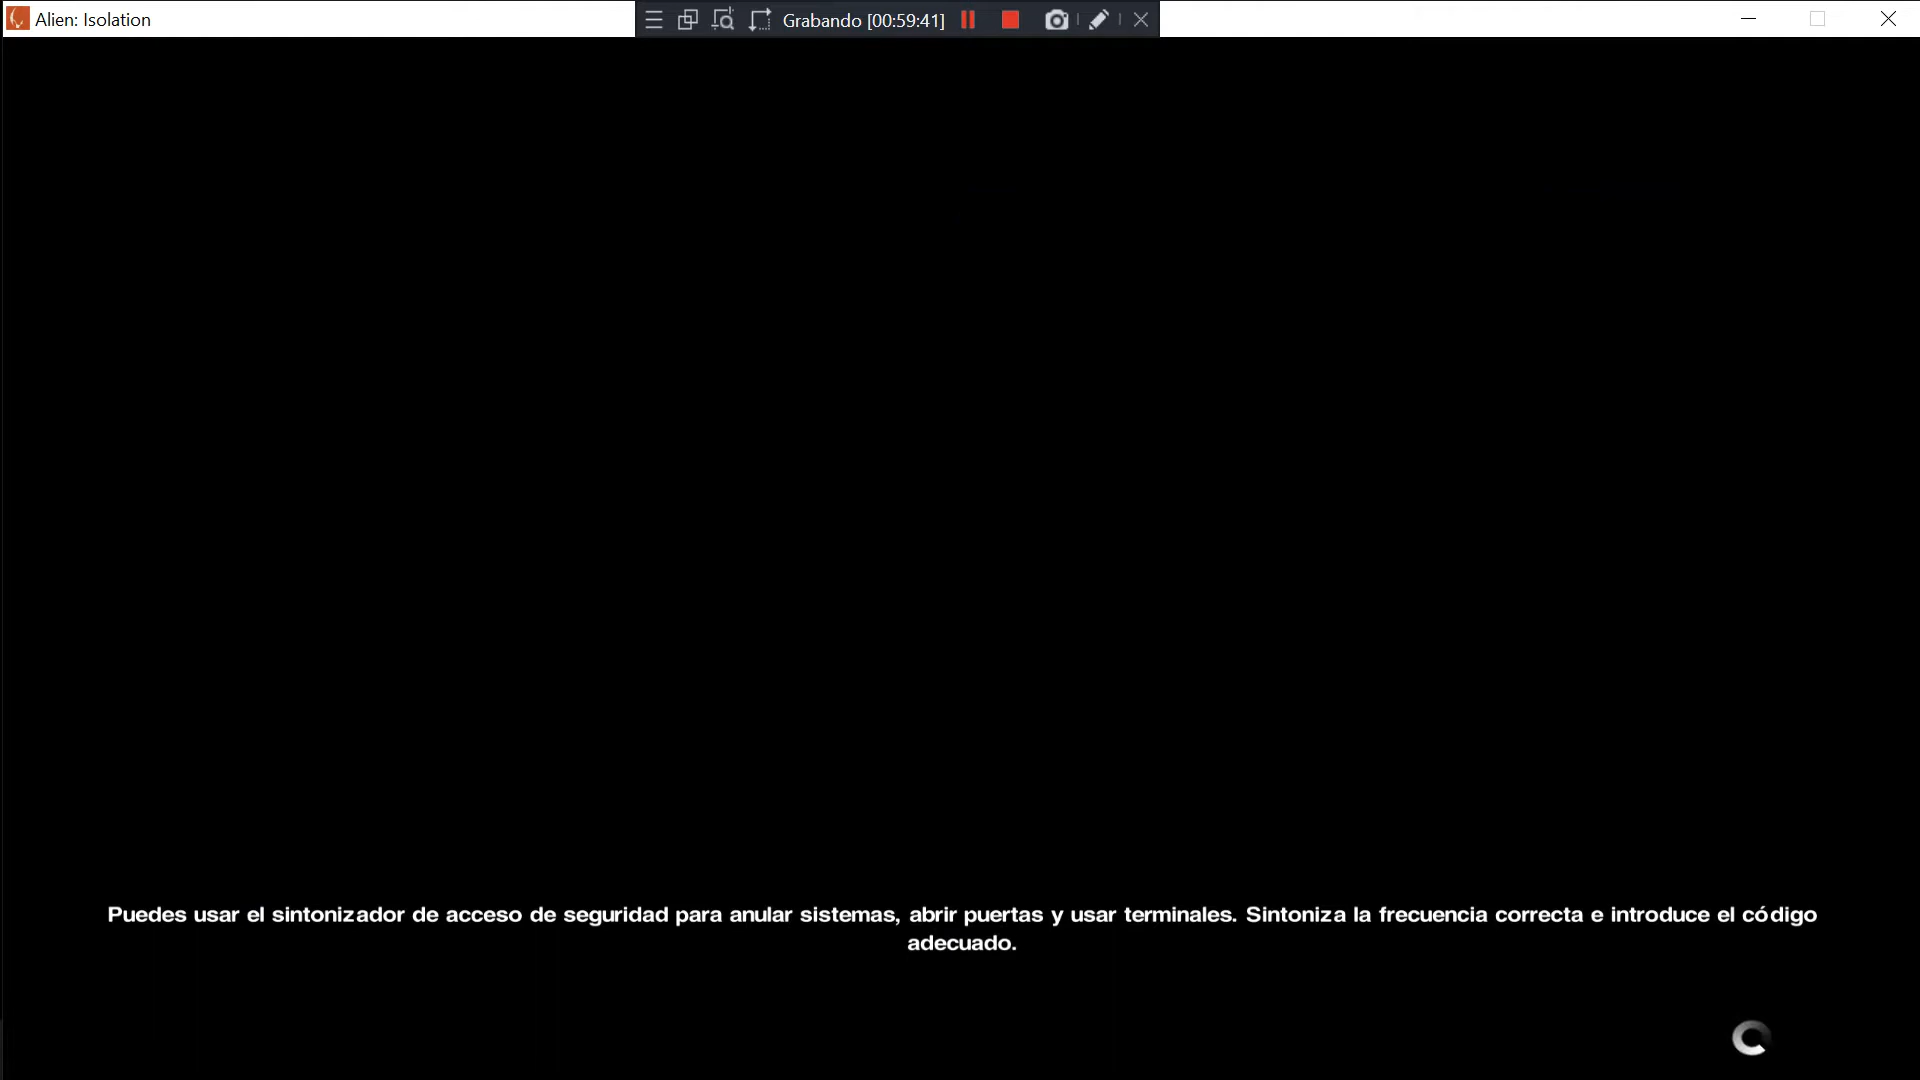 Alien: Isolation
Grabando [00:59:41]
Puedes usar el sintonizador de acceso de seguridad para anular sistemas, abrir puertas y usar terminales. Sintoniza la frecuencia correcta e introduce el código
adecuado.